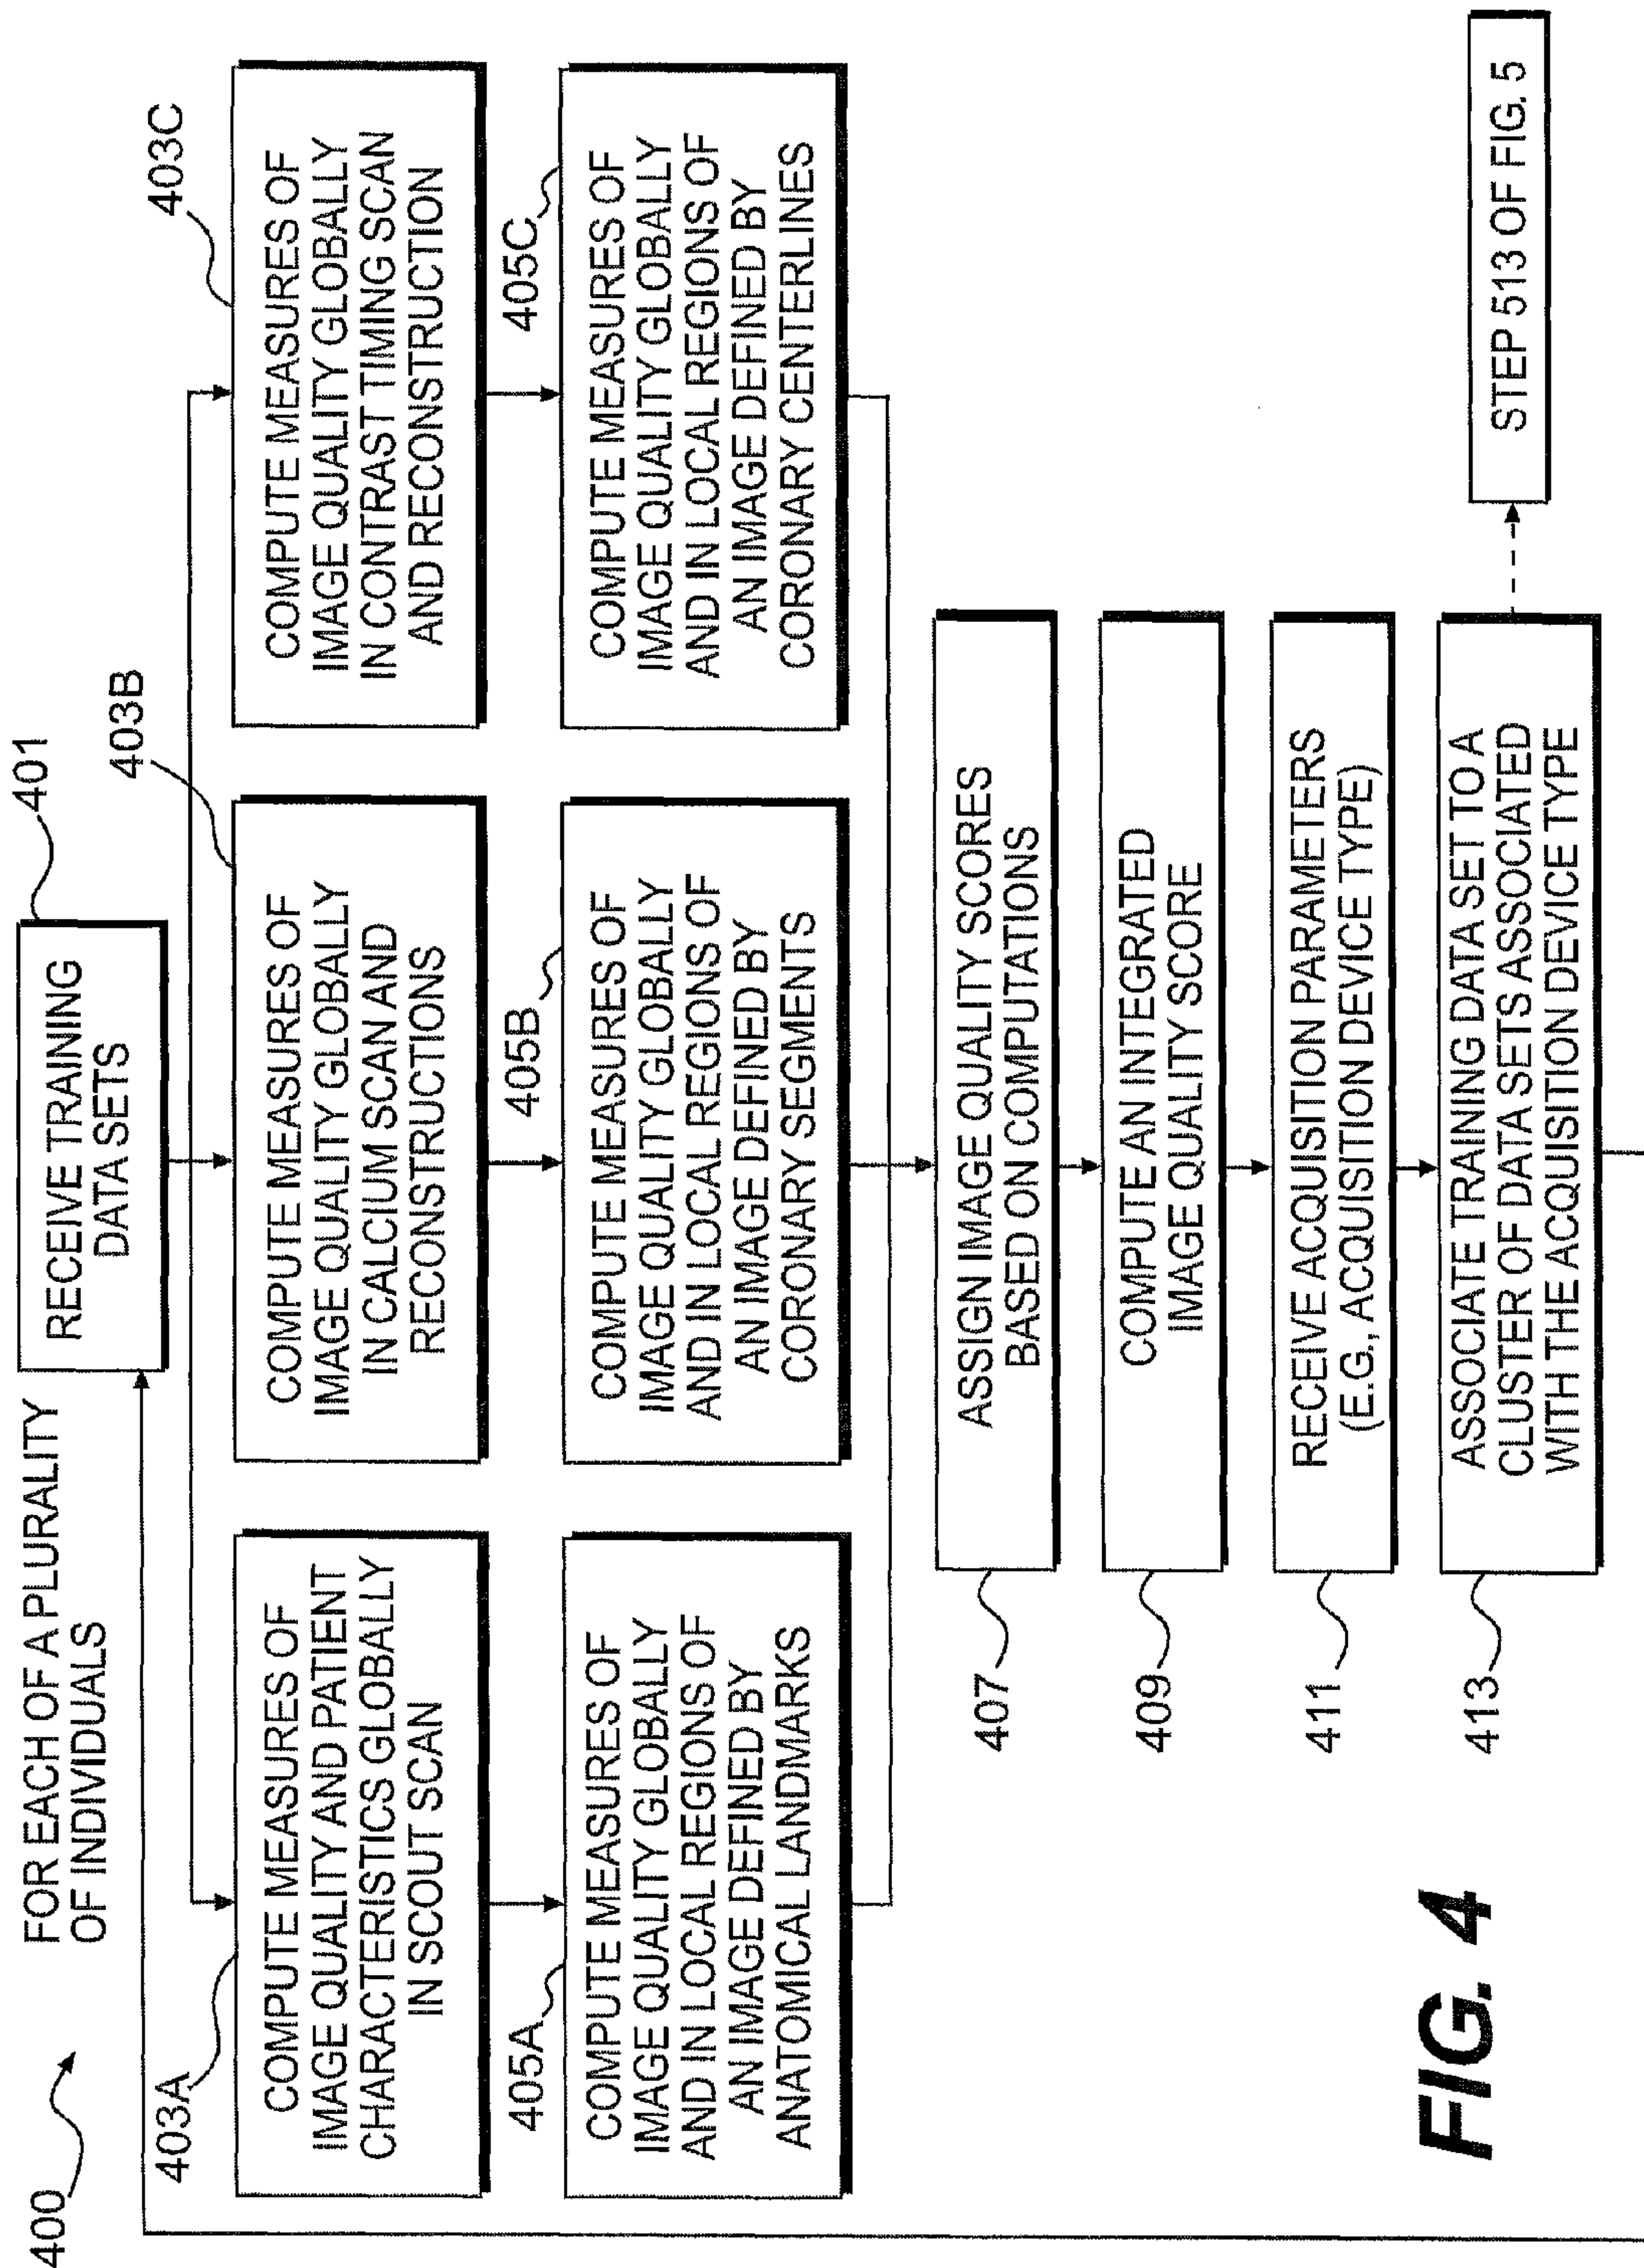 400
FOR EACH OF A PLURALITY
OF INDIVIDUALS
RECEIVE TRAINING
DATA SETS
401
403A
COMPUTE MEASURES OF
IMAGE QUALITY AND PATIENT
CHARACTERISTICS GLOBALLY
IN SCOUT SCAN
403B
COMPUTE MEASURES OF
IMAGE QUALITY GLOBALLY
IN CALCIUM SCAN AND
RECONSTRUCTIONS
403C
COMPUTE MEASURES OF
IMAGE QUALITY GLOBALLY
IN CONTRAST TIMING SCAN
AND RECONSTRUCTION
405A
COMPUTE MEASURES OF
IMAGE QUALITY GLOBALLY
AND IN LOCAL REGIONS OF
AN IMAGE DEFINED BY
ANATOMICAL LANDMARKS
405B
COMPUTE MEASURES OF
IMAGE QUALITY GLOBALLY
AND IN LOCAL REGIONS OF
AN IMAGE DEFINED BY
CORONARY SEGMENTS
405C
COMPUTE MEASURES OF
IMAGE QUALITY GLOBALLY
AND IN LOCAL REGIONS OF
AN IMAGE DEFINED BY
CORONARY CENTERLINES
407
ASSIGN IMAGE QUALITY SCORES
BASED ON COMPUTATIONS
409
COMPUTE AN INTEGRATED
IMAGE QUALITY SCORE
411
RECEIVE ACQUISITION PARAMETERS
(E.G., ACQUISITION DEVICE TYPE)
413
ASSOCIATE TRAINING DATA SET TO A
CLUSTER OF DATA SETS ASSOCIATED
WITH THE ACQUISITION DEVICE TYPE
STEP 513 OF FIG. 5
FIG. 4